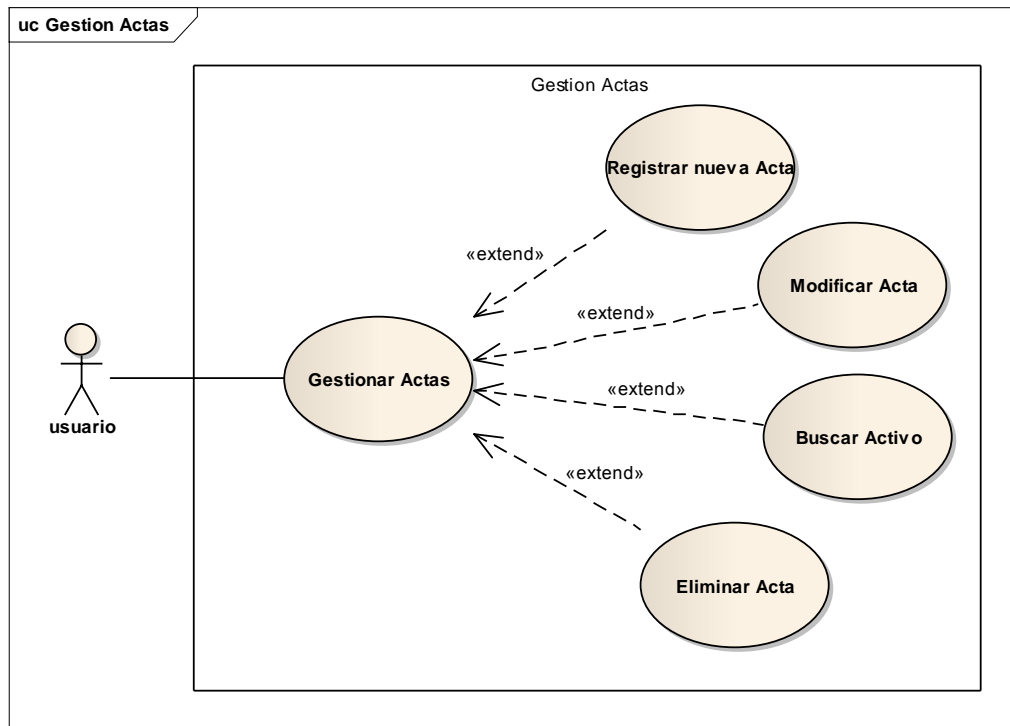 uc Gestion Actas
Gestion Actas
Registrar nueva Acta
«extend»
Modificar Acta
«extend»
Gestionar Actas
usuario
«extend»
Buscar Activo
«extend»
Eliminar Acta